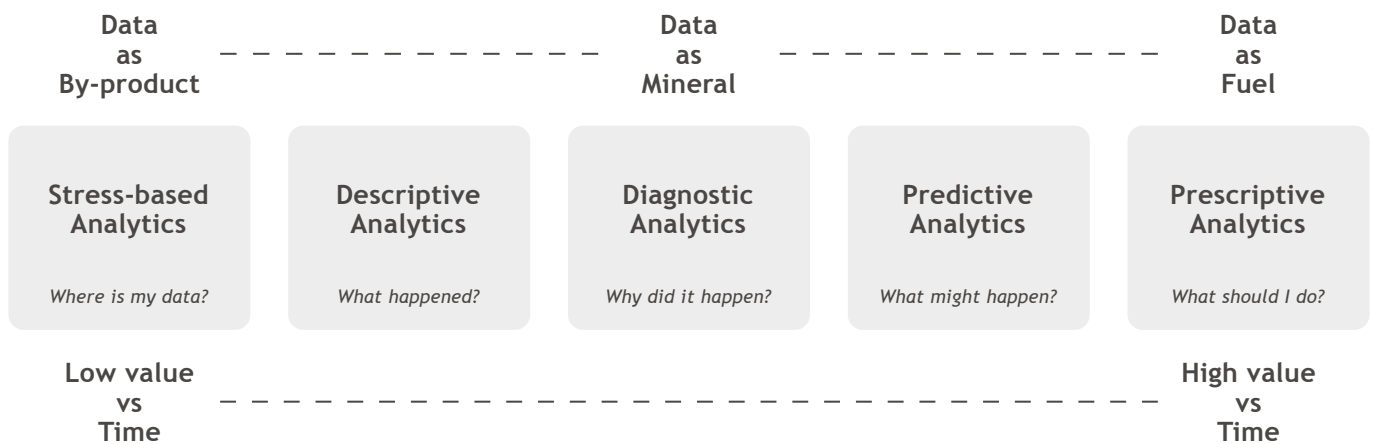 Data
as
By-product
Data
as
Mineral
Data
as
Fuel
Stress-based
Analytics
Where is my data?
Descriptive
Analytics
What happened?
Diagnostic
Analytics
Why did it happen?
Predictive
Analytics
What might happen?
Prescriptive
Analytics
What should I do?
Low value
vs
Time
High value
vs
Time